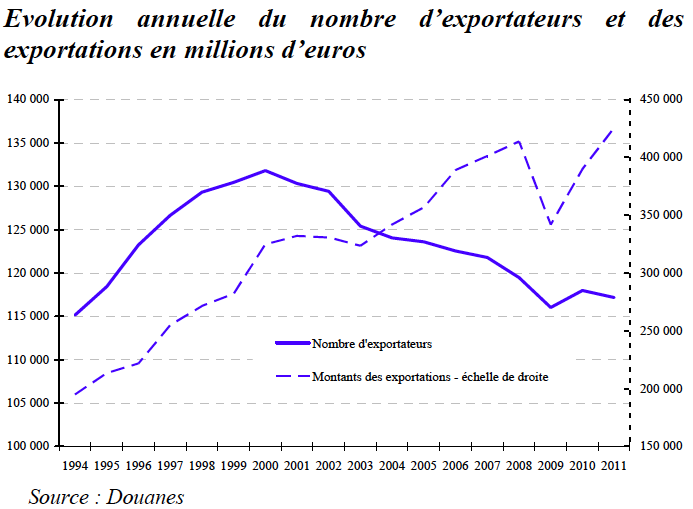 Evolution annuelle du nombre d’exportateurs et des
exportations en millions d’euros
140 000
135 000
130 000
125 000
120 000
115 000
110 000
105 000
100 000
450 000
400 000
350 000
300 000
250 000
200 000
150 000
Nombre d'exportateurs
Montants des exportations - échelle de droite
1994 1995 1996 1997 1998 1999 2000 2001 2002 2003 2004 2005 2006 2007 2008 2009 2010 2011
Source : Douanes